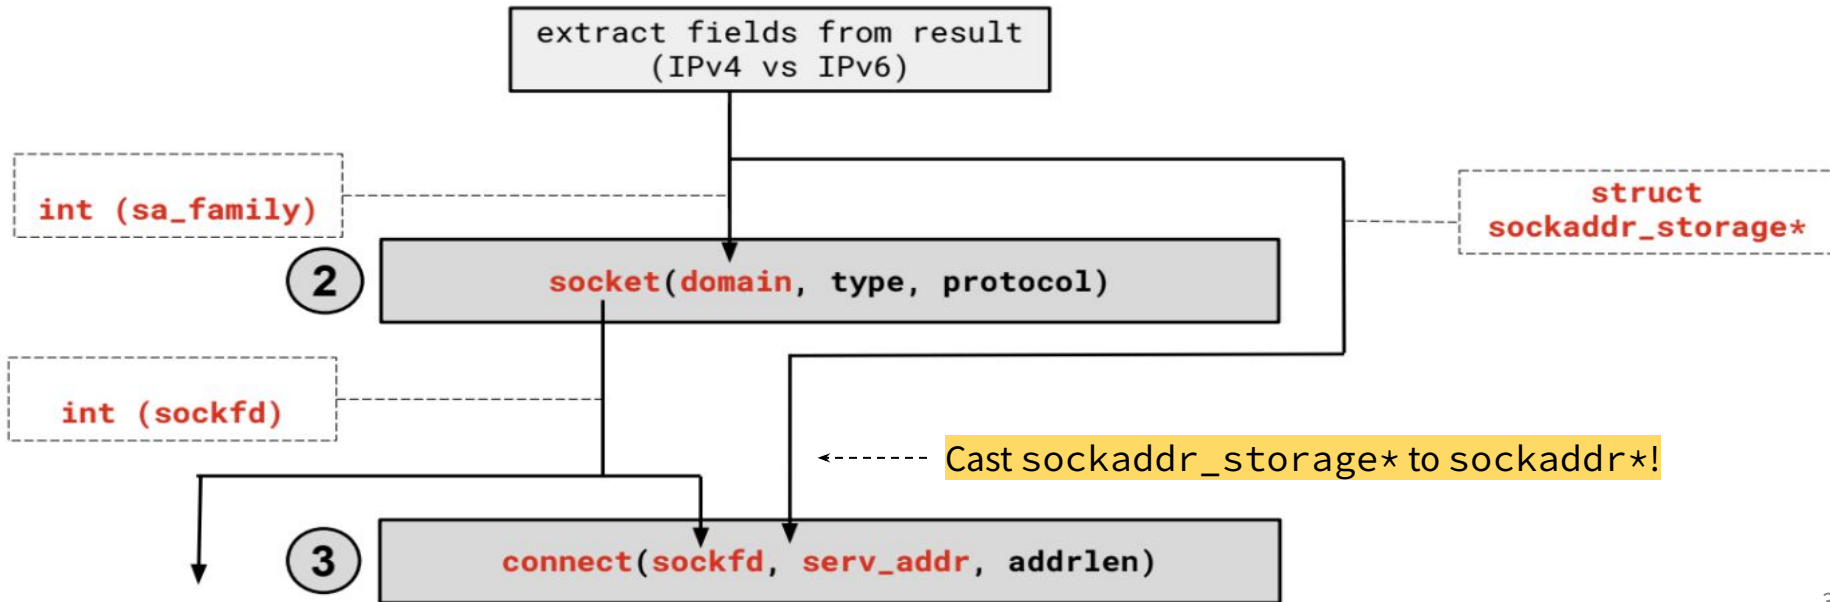 extract fields from result
(IPv4 vs IPv6)
int (sa_family)
struct
sockaddr_storage*
2
socket(domain, type, protocol)
int (sockfd)
Cast sockaddr_storage* to sockaddr*!
3
connect(sockfd, serv_addr, addrlen)